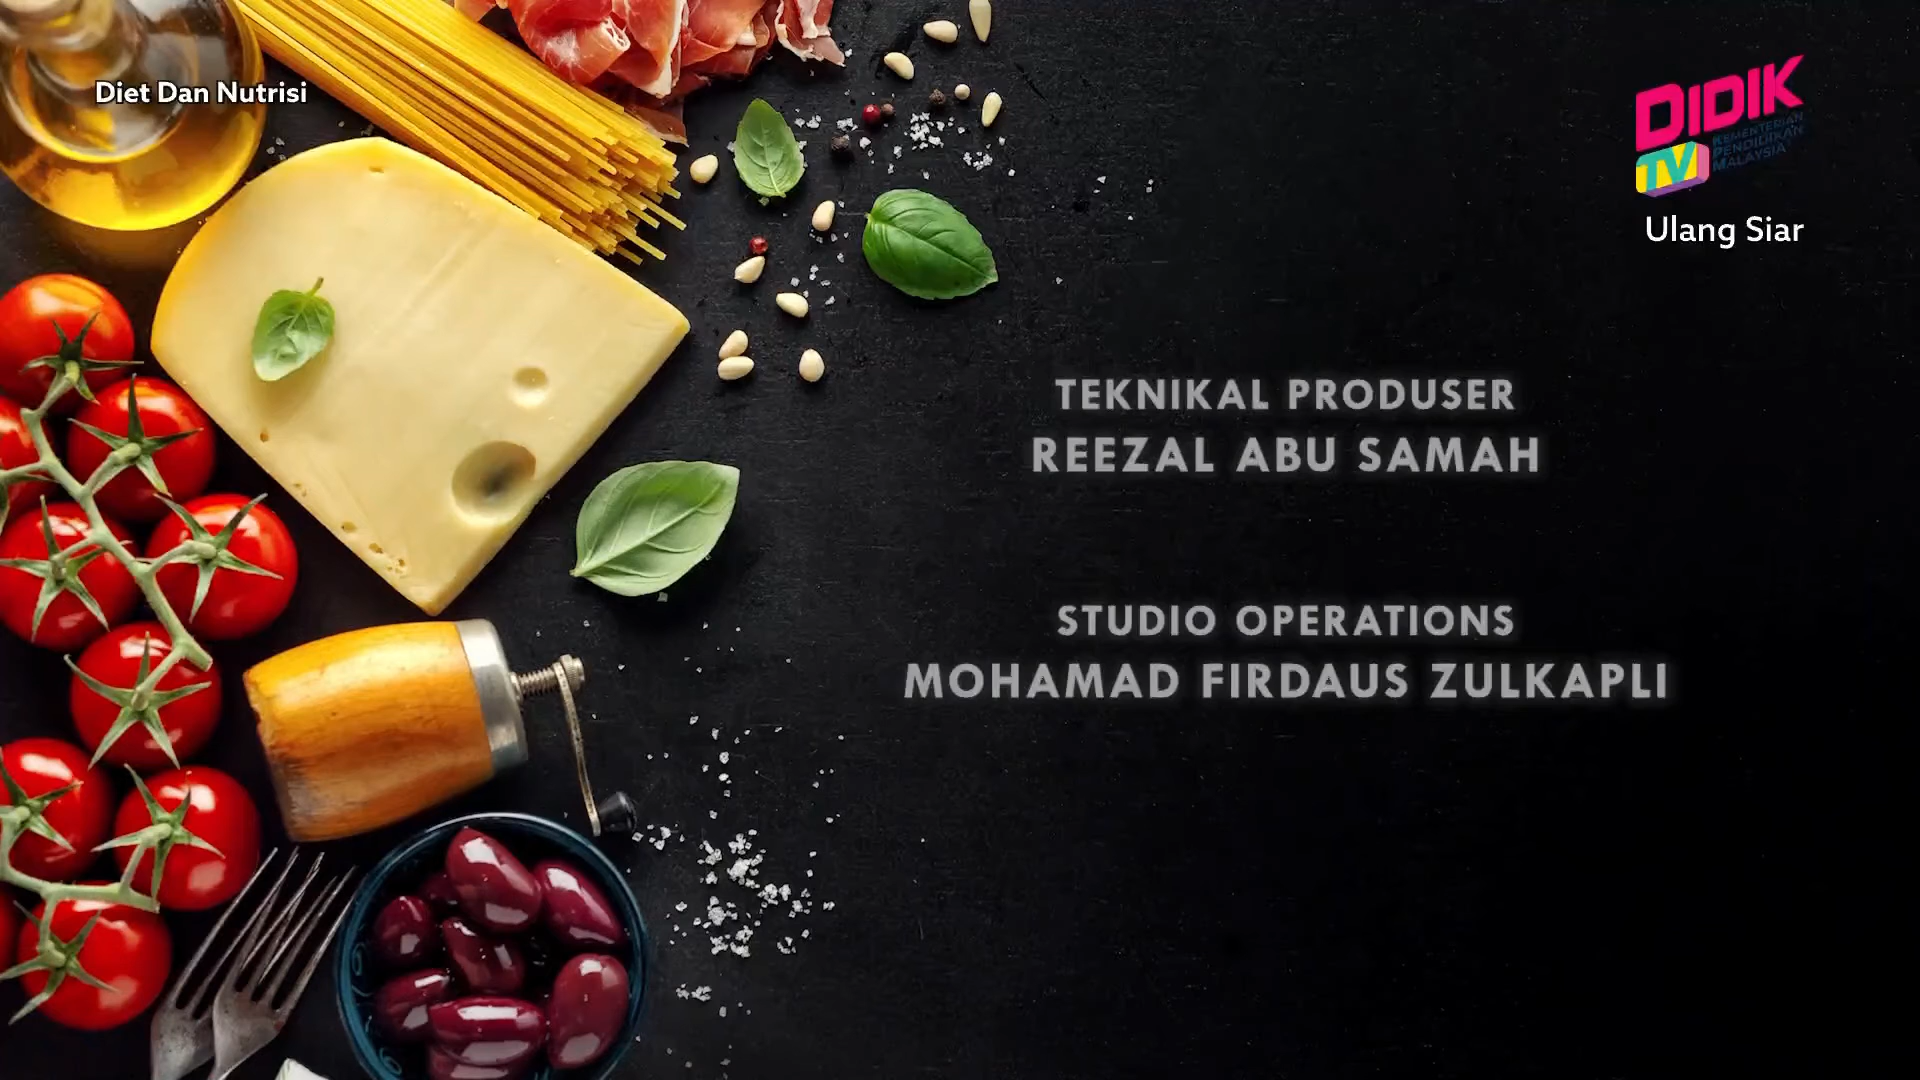 Diet Dan Nutrisi
DIDIK
TV
KEMENTERIAN
PENDIDIKAN
MALAYSIA
Ulang Siar
TEKNIKAL PRODUSER
REEZAL ABU SAMAH
STUDIO OPERATIONS
MOHAMAD FIRDAUS ZULKAPLI